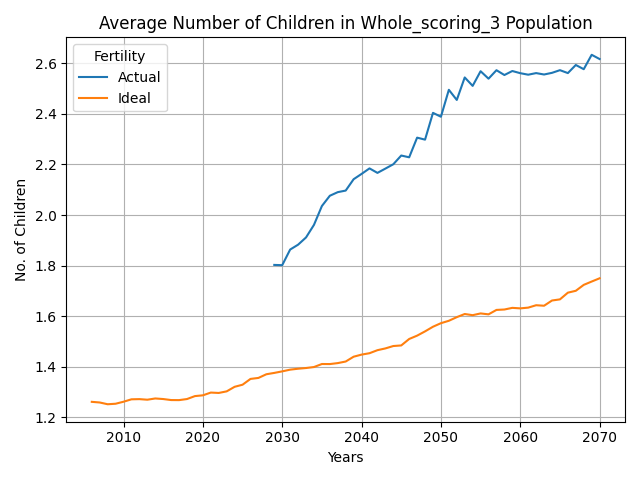 Average Number of Children in Whole_scoring_3 Population
Fertility
Actual
Ideal
No. of Children
2.6
2.4
2.2
2.0
1.8
1.6
1.4
1.2
2010 2020 2030 2040 2050 2060 2070
Years